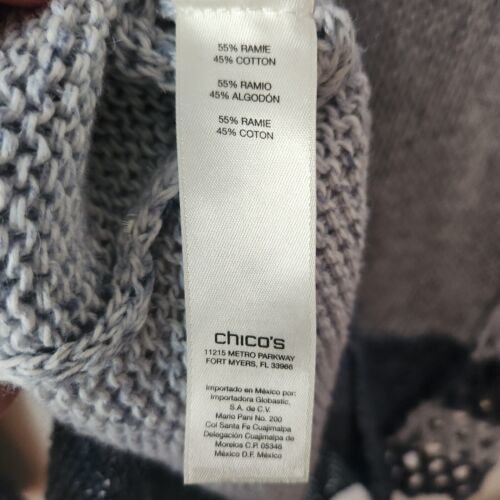 55% RAMIE
45% COTTON
55% RAMIO
45% ALGODÓN
55% RAMIE
45% COTON
chico's
11215 METRO PARKWAY
FORT MYERS, FL 33966
Importado en México por:
Importadora Globastic,
S.A. de C.V.
Mario Pani No. 200
Col Santa Fe Cuajimalpa
Delegación Cuajimalpa de
Morelos C.P. 05348
México D.F. México